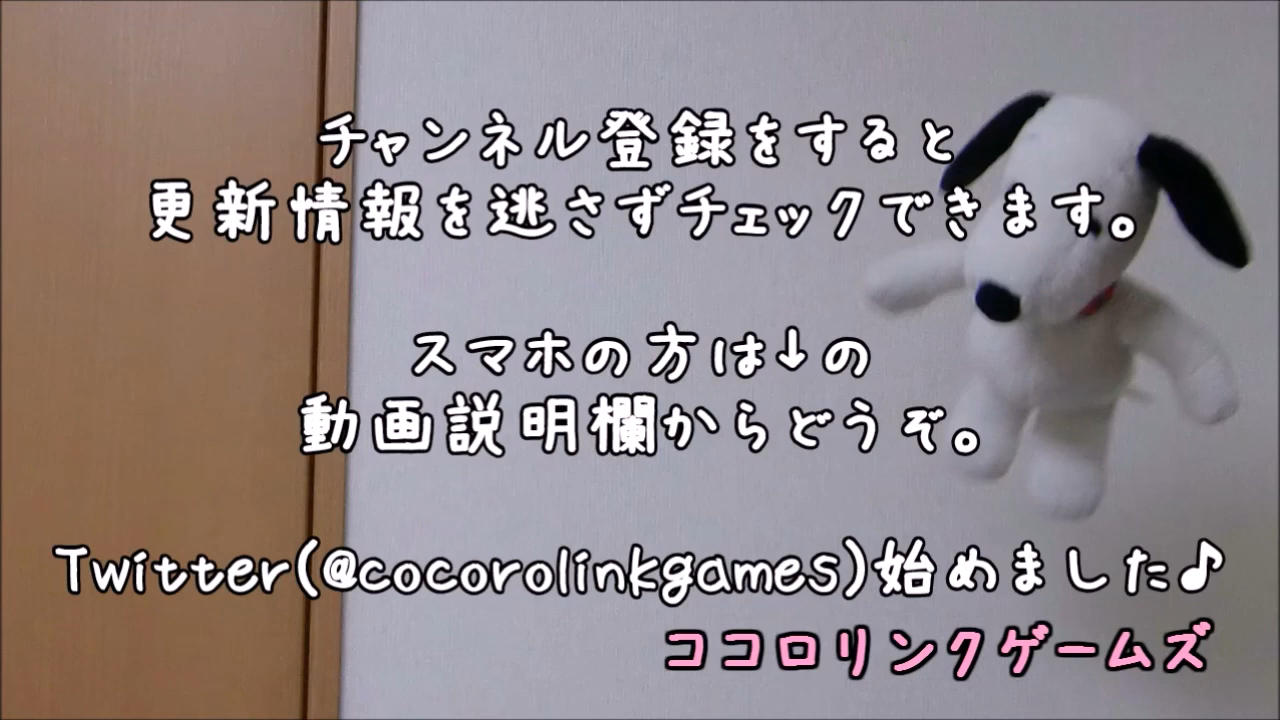 チャンネル登録をすると
更新情報を逃さずチェックできます。
スマホの方は↓の
動画説明欄からどうぞ。
Twitter(@cocorolinkgames)始めました♪
ココロリンクゲームズ